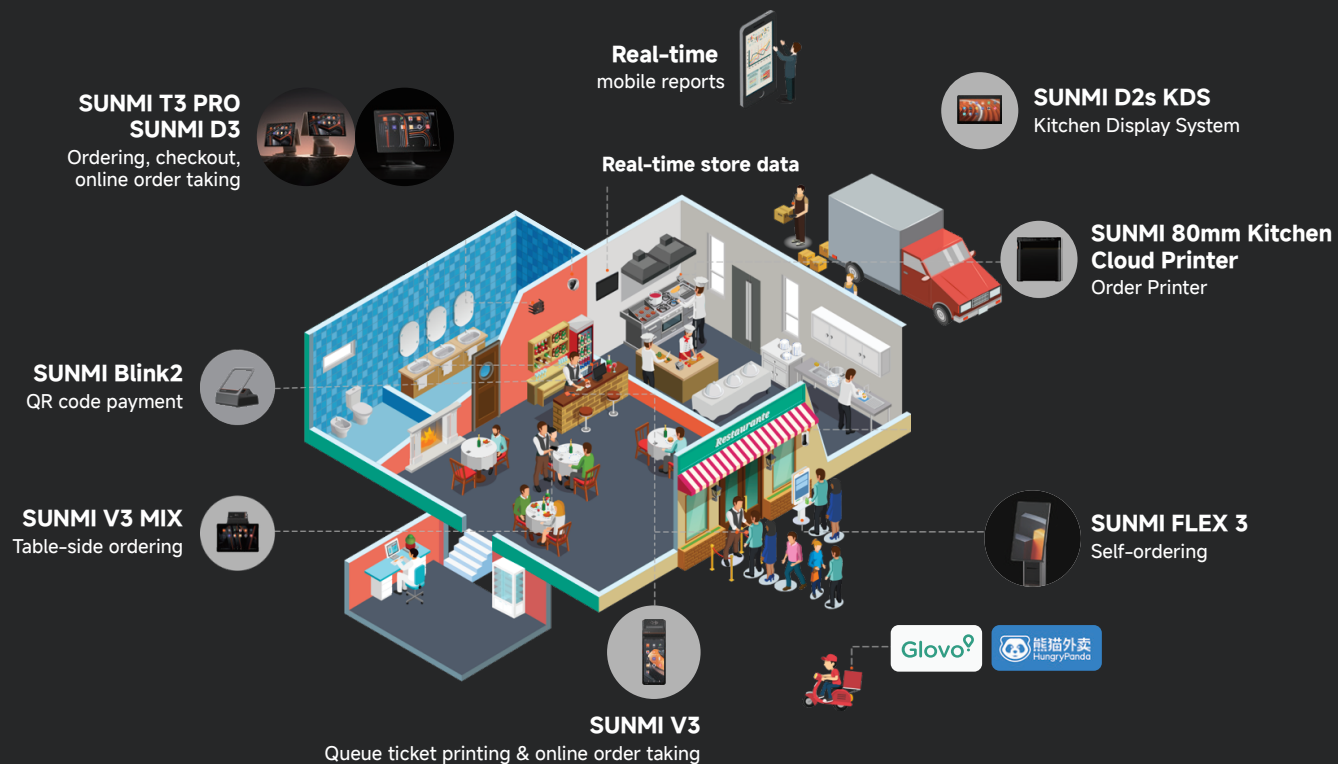 Real-time
mobile reports
SUNMI T3 PRO
SUNMI D3
Ordering, checkout,
online order taking
SUNMI D2s KDS
Kitchen Display System
Real-time store data
SUNMI 80mm Kitchen
Cloud Printer
Order Printer
SUNMI Blink2
QR code payment
Restaurante
SUNMI V3 MIX
Table-side ordering
SUNMI FLEX 3
Self-ordering
Glovo
熊猫外卖
HungryPanda
SUNMI V3
Queue ticket printing & online order taking